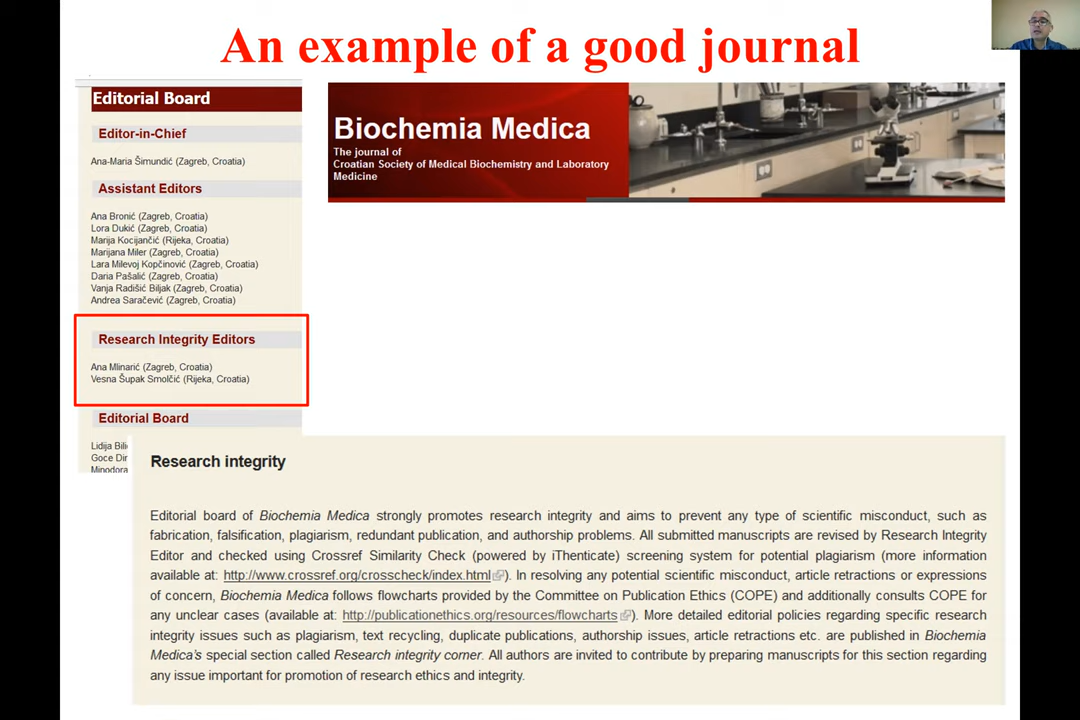 An example of a good journal
Editorial Board
Editor-in-Chief
Ana-Maria Šimundić (Zagreb, Croatia)
Assistant Editors
Ana Bronić (Zagreb, Croatia)
Lora Dukić (Zagreb, Croatia)
Marija Kocijančić (Rijeka, Croatia)
Marijana Miler (Zagreb, Croatia)
Lara Milevoj Kopčinović (Zagreb, Croatia)
Daria Pašalić (Zagreb, Croatia)
Vanja Radišić Biljak (Zagreb, Croatia)
Andrea Saračević (Zagreb, Croatia)
Research Integrity Editors
Ana Mlinarić (Zagreb, Croatia)
Vesna Šupak Smolčić (Rijeka, Croatia)
Editorial Board
Lidija Bili
Goce Dir
Minodora
Biochemia Medica
The journal of
Croatian Society of Medical Biochemistry and Laboratory
Medicine
Research integrity
Editorial board of Biochemia Medica strongly promotes research integrity and aims to prevent any type of scientific misconduct, such as
fabrication, falsification, plagiarism, redundant publication, and authorship problems. All submitted manuscripts are revised by Research Integrity
Editor and checked using Crossref Similarity Check (powered by iThenticate) screening system for potential plagiarism (more information
available at: http://www.crossref.org/crosscheck/index.html). In resolving any potential scientific misconduct, article retractions or expressions
of concern, Biochemia Medica follows flowcharts provided by the Committee on Publication Ethics (COPE) and additionally consults COPE for
any unclear cases (available at: http://publicationethics.org/resources/flowcharts). More detailed editorial policies regarding specific research
integrity issues such as plagiarism, text recycling, duplicate publications, authorship issues, article retractions etc. are published in Biochemia
Medica's special section called Research integrity corner. All authors are invited to contribute by preparing manuscripts for this section regarding
any issue important for promotion of research ethics and integrity.